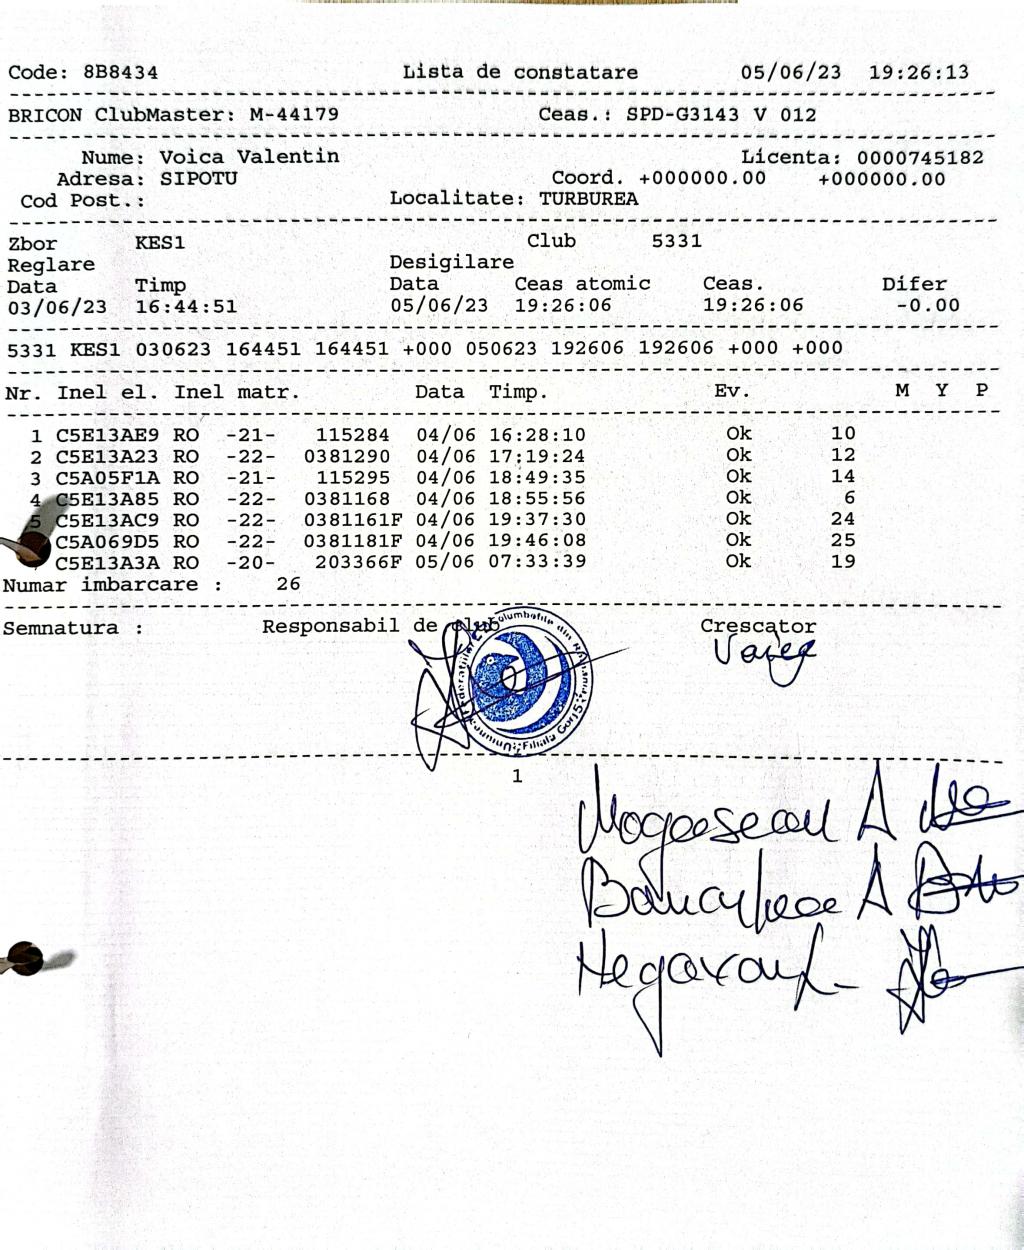 Code: 8B8434 Lista de constatare 05/06/23 19:26:13
BRICON ClubMaster: M-44179 Ceas.: SPD-G3143 V 012
Nume: Voica Valentin Licenta: 0000745182
Adresa: SIPOTU Coord. +000000.00 +000000.00
Cod Post.: Localitate: TURBUREA
Zbor KES1 Club 5331
Reglare Desigilare
Data Timp Data Ceas atomic Ceas. Difer
03/06/23 16:44:51 05/06/23 19:26:06 19:26:06 -0.00
5331 KES1 030623 164451 164451 +000 050623 192606 192606 +000 +000
Nr. Inel el. Inel matr. Data Timp. Ev. M Y P
1 C5E13AE9 RO -21- 115284 04/06 16:28:10 Ok 10
2 C5E13A23 RO -22- 0381290 04/06 17:19:24 Ok 12
3 C5A05F1A RO -21- 115295 04/06 18:49:35 Ok 14
4 C5E13A85 RO -22- 0381168 04/06 18:55:56 Ok 6
5 C5E13AC9 RO -22- 0381161F 04/06 19:37:30 Ok 24
C5A069D5 RO -22- 0381181F 04/06 19:46:08 Ok 25
C5E13A3A RO -20- 203366F 05/06 07:33:39 Ok 19
Numar imbarcare : 26
Semnatura : Responsabil de club Crescator
Filiala Gorj
1